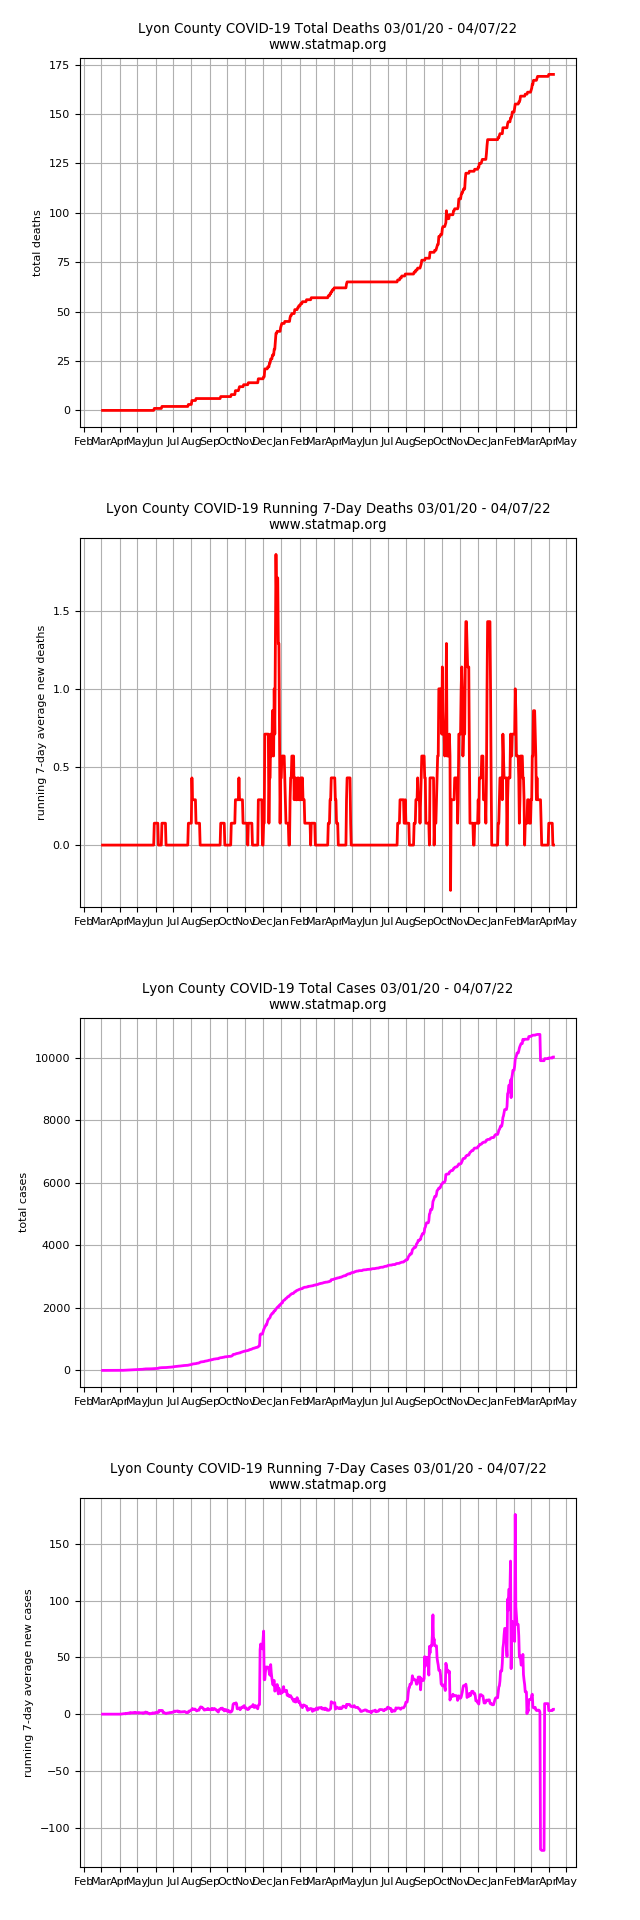 Lyon County COVID-19 Total Deaths 03/01/20 - 04/07/22
www.statmap.org
175
150
125
100
75
50
25
0
total deaths
Feb Mar Apr May Jun Jul Aug Sep Oct Nov Dec Jan Feb Mar Apr May Jun Jul Aug Sep Oct Nov Dec Jan Feb Mar Apr May
Lyon County COVID-19 Running 7-Day Deaths 03/01/20 - 04/07/22
www.statmap.org
1.5
1.0
0.5
0.0
running 7-day average new deaths
Feb Mar Apr May Jun Jul Aug Sep Oct Nov Dec Jan Feb Mar Apr May Jun Jul Aug Sep Oct Nov Dec Jan Feb Mar Apr May
Lyon County COVID-19 Total Cases 03/01/20 - 04/07/22
www.statmap.org
10000
8000
6000
4000
2000
0
total cases
Feb Mar Apr May Jun Jul Aug Sep Oct Nov Dec Jan Feb Mar Apr May Jun Jul Aug Sep Oct Nov Dec Jan Feb Mar Apr May
Lyon County COVID-19 Running 7-Day Cases 03/01/20 - 04/07/22
www.statmap.org
150
100
50
0
−50
−100
running 7-day average new cases
Feb Mar Apr May Jun Jul Aug Sep Oct Nov Dec Jan Feb Mar Apr May Jun Jul Aug Sep Oct Nov Dec Jan Feb Mar Apr May